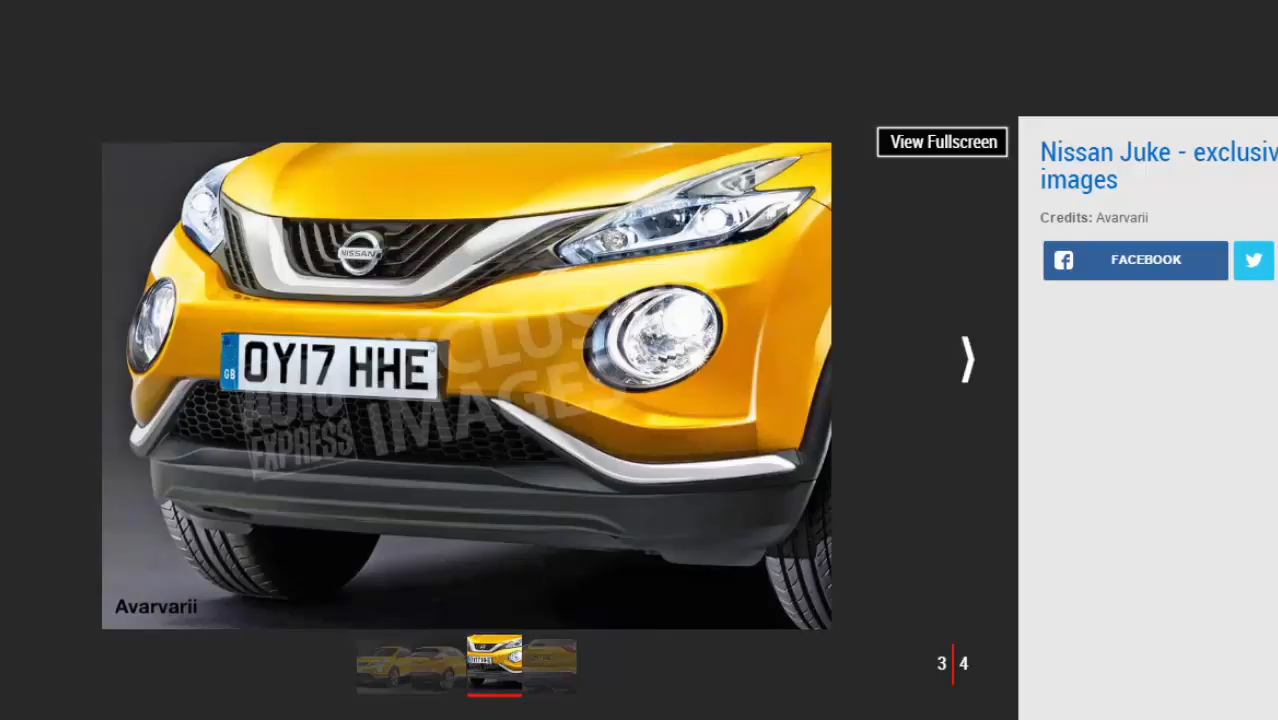 View Fullscreen
Nissan Juke - exclusiv
images
Credits: Avarvarii
FACEBOOK
NISSAN
GB
OY17 HHE
AUTO
EXPRESS
EXCLUS
IMAGES
Avarvarii
3 4